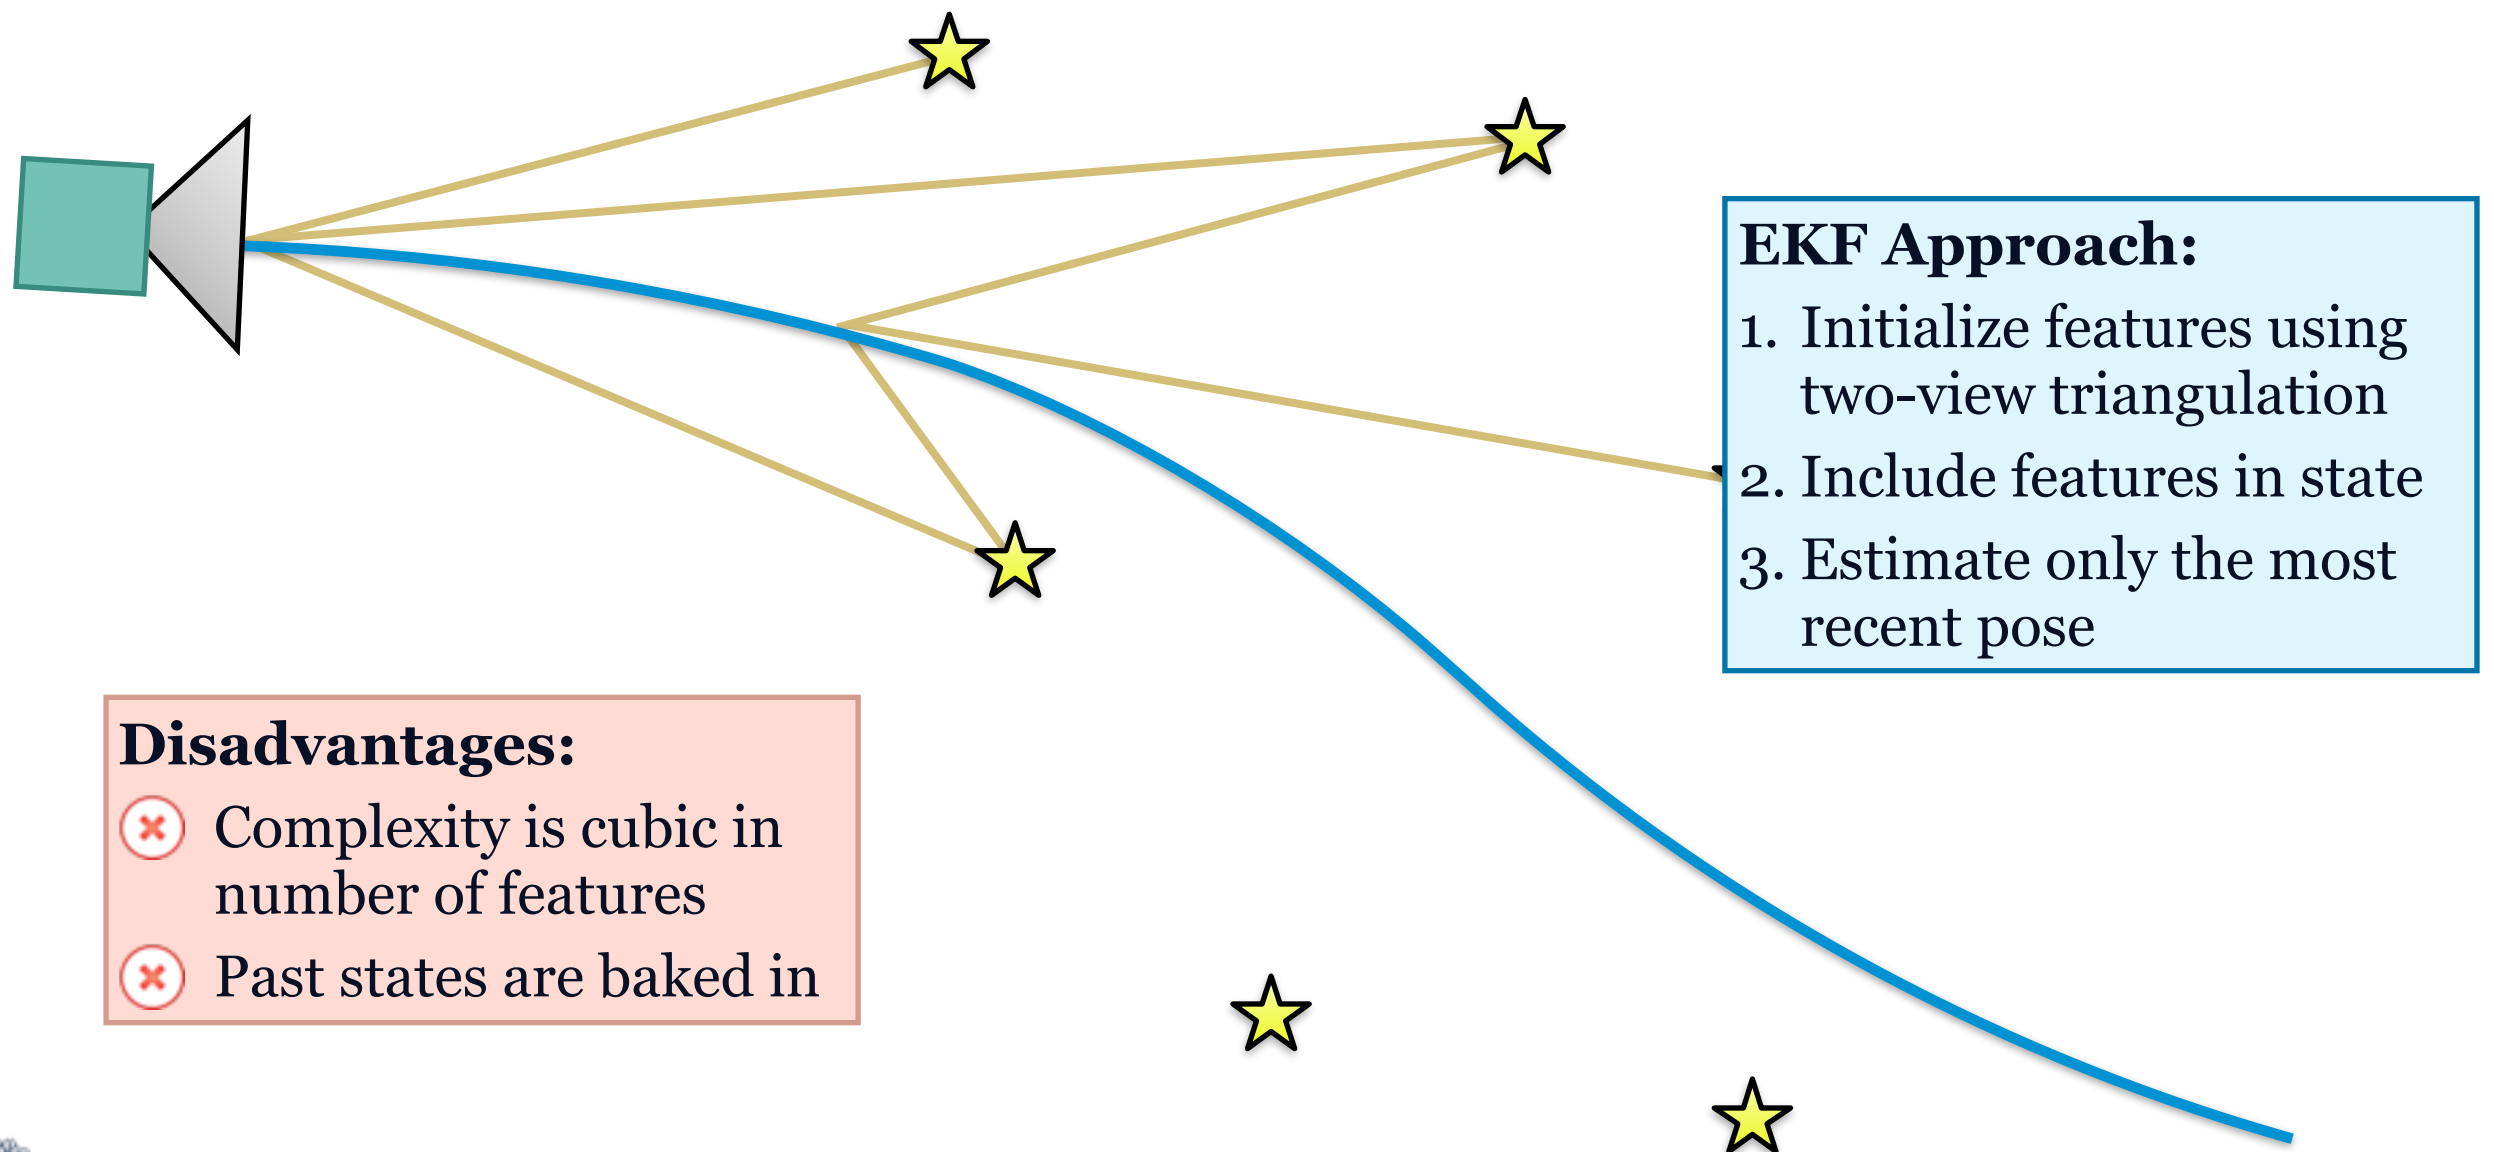 EKF Approach:
1. Initialize features using
two-view triangulation
2. Include features in state
3. Estimate only the most
recent pose
Disadvantages:
Complexity is cubic in
number of features
Past states are baked in